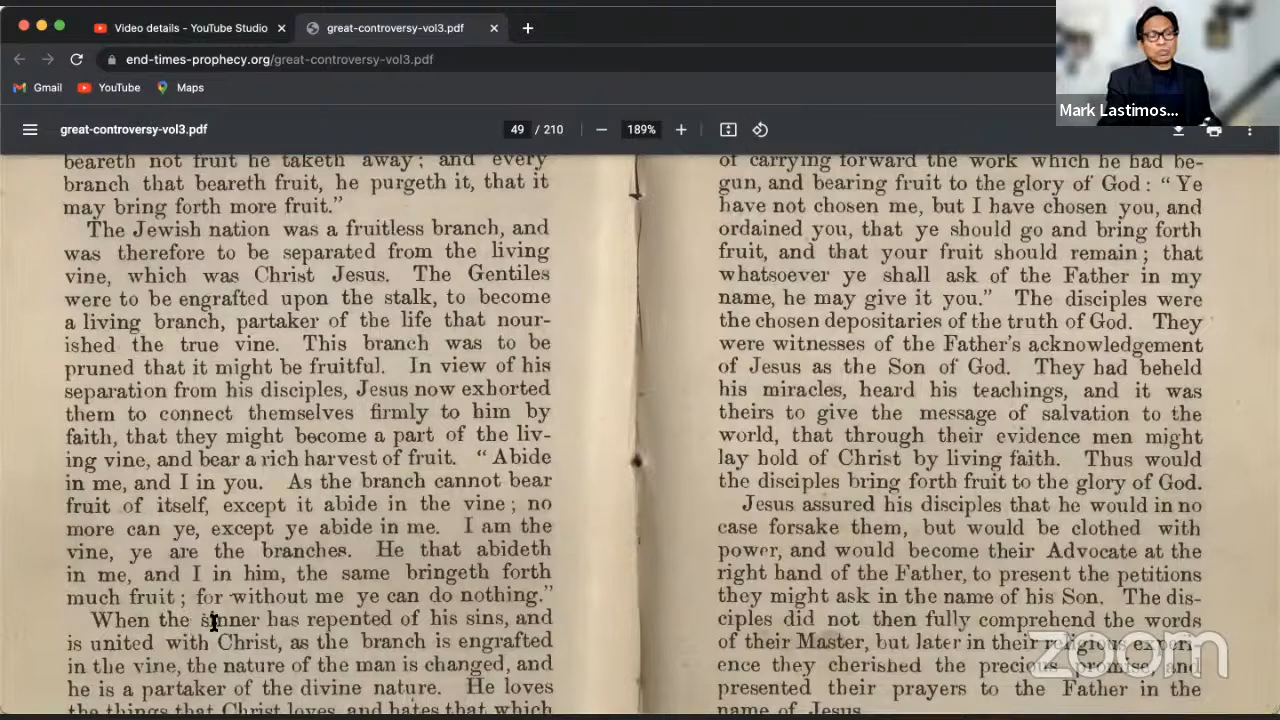 Video details - YouTube Studio
great-controversy-vol3.pdf
end-times-prophecy.org/great-controversy-vol3.pdf
Gmail
YouTube
Maps
Mark Lastimos...
great-controversy-vol3.pdf
49 / 210
189%
beareth not fruit he taketh away; and every
branch that beareth fruit, he purgeth it, that it
may bring forth more fruit.”
The Jewish nation was a fruitless branch, and
was therefore to be separated from the living
vine, which was Christ Jesus. The Gentiles
were to be engrafted upon the stalk, to become
a living branch, partaker of the life that nour-
ished the true vine. This branch was to be
pruned that it might be fruitful. In view of his
separation from his disciples, Jesus now exhorted
them to connect themselves firmly to him by
faith, that they might become a part of the liv-
ing vine, and bear a rich harvest of fruit. “Abide
in me, and I in you. As the branch cannot bear
fruit of itself, except it abide in the vine; no
more can ye, except ye abide in me. I am the
vine, ye are the branches. He that abideth
in me, and I in him, the same bringeth forth
much fruit; for without me ye can do nothing.”
When the sinner has repented of his sins, and
is united with Christ, as the branch is engrafted
in the vine, the nature of the man is changed, and
he is a partaker of the divine nature. He loves
the things that Christ loves, and hates that which
of carrying forward the work which he had be-
gun, and bearing fruit to the glory of God: “Ye
have not chosen me, but I have chosen you, and
ordained you, that ye should go and bring forth
fruit, and that your fruit should remain; that
whatsoever ye shall ask of the Father in my
name, he may give it you.” The disciples were
the chosen depositaries of the truth of God. They
were witnesses of the Father's acknowledgement
of Jesus as the Son of God. They had beheld
his miracles, heard his teachings, and it was
theirs to give the message of salvation to the
world, that through their evidence men might
lay hold of Christ by living faith. Thus would
the disciples bring forth fruit to the glory of God.
Jesus assured his disciples that he would in no
case forsake them, but would be clothed with
power, and would become their Advocate at the
right hand of the Father, to present the petitions
they might ask in the name of his Son. The dis-
ciples did not then fully comprehend the words
of their Master, but later in their religious experi-
ence they cherished the precious promise, and
presented their prayers to the Father in the
name of Jesus.
zoom